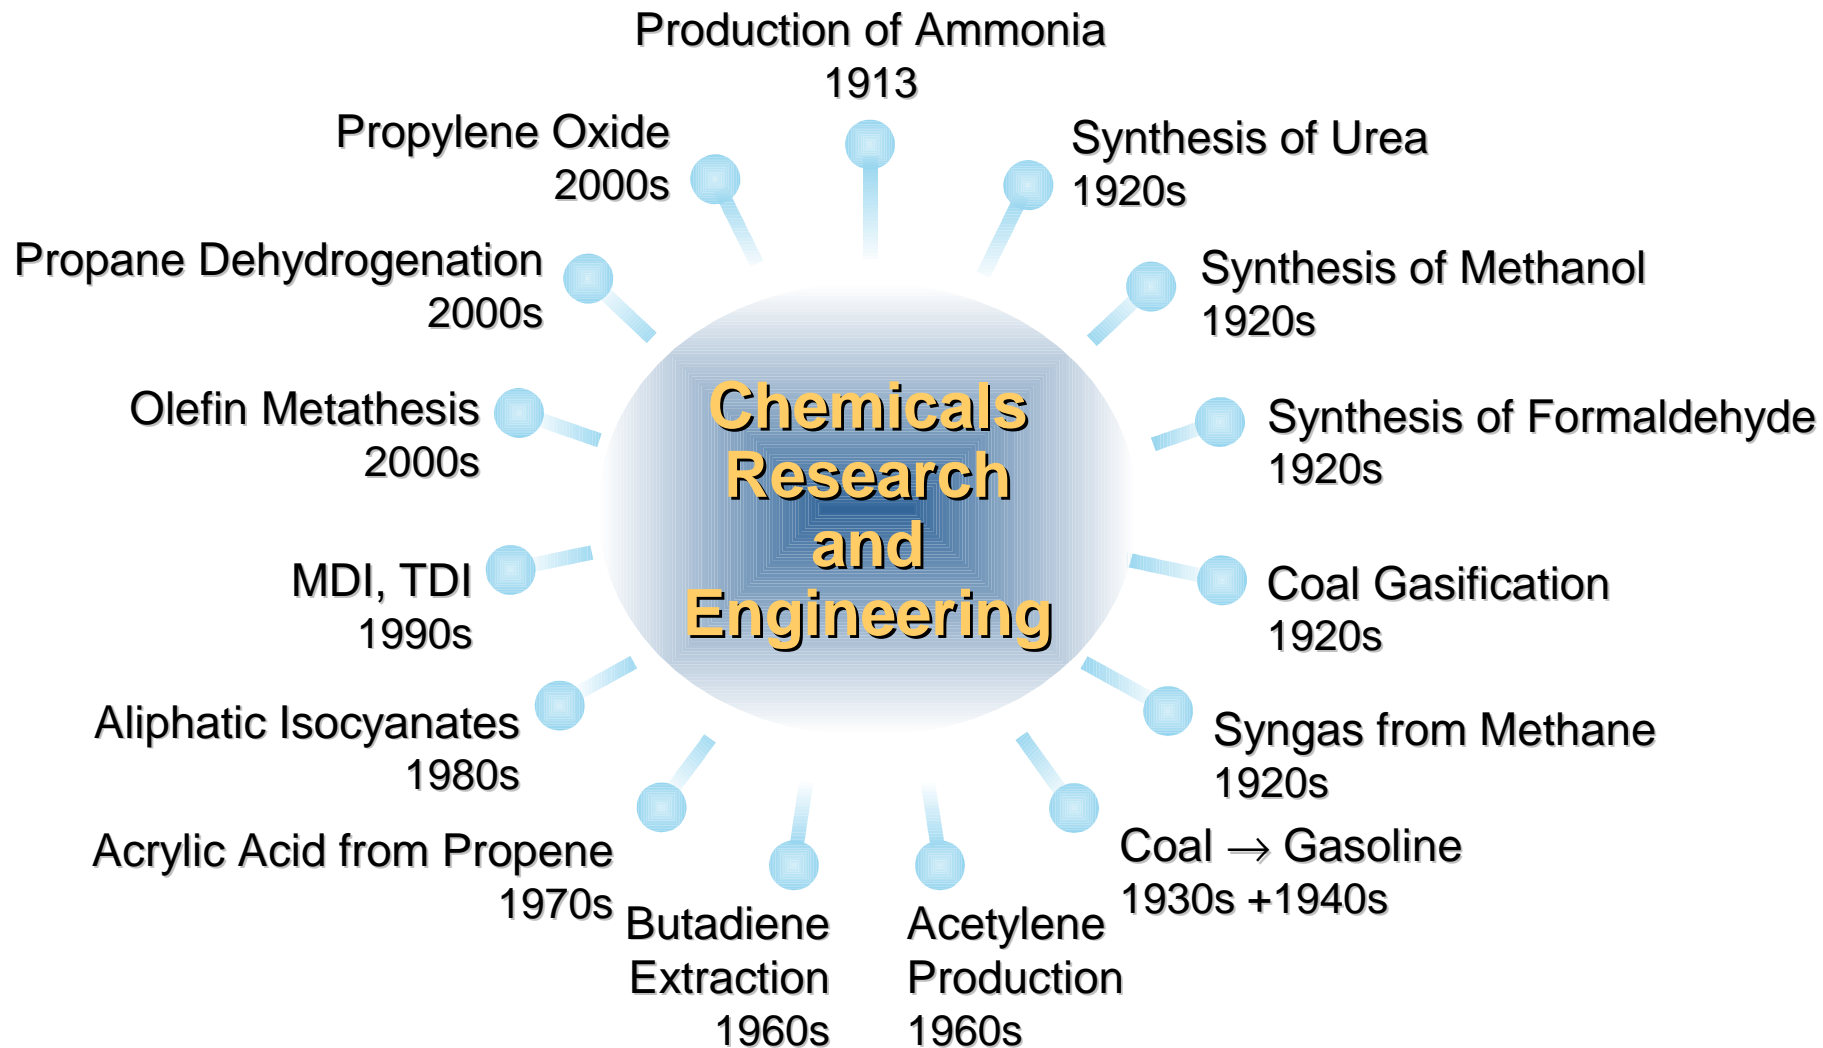 Production of Ammonia
1913
Synthesis of Urea
1920s
Synthesis of Methanol
1920s
Synthesis of Formaldehyde
1920s
Coal Gasification
1920s
Syngas from Methane
1920s
Coal → Gasoline
1930s +1940s
Acetylene
Production
1960s
Butadiene
Extraction
1960s
Acrylic Acid from Propene
1970s
Aliphatic Isocyanates
1980s
MDI, TDI
1990s
Olefin Metathesis
2000s
Propane Dehydrogenation
2000s
Propylene Oxide
2000s
Chemicals
Research
and
Engineering